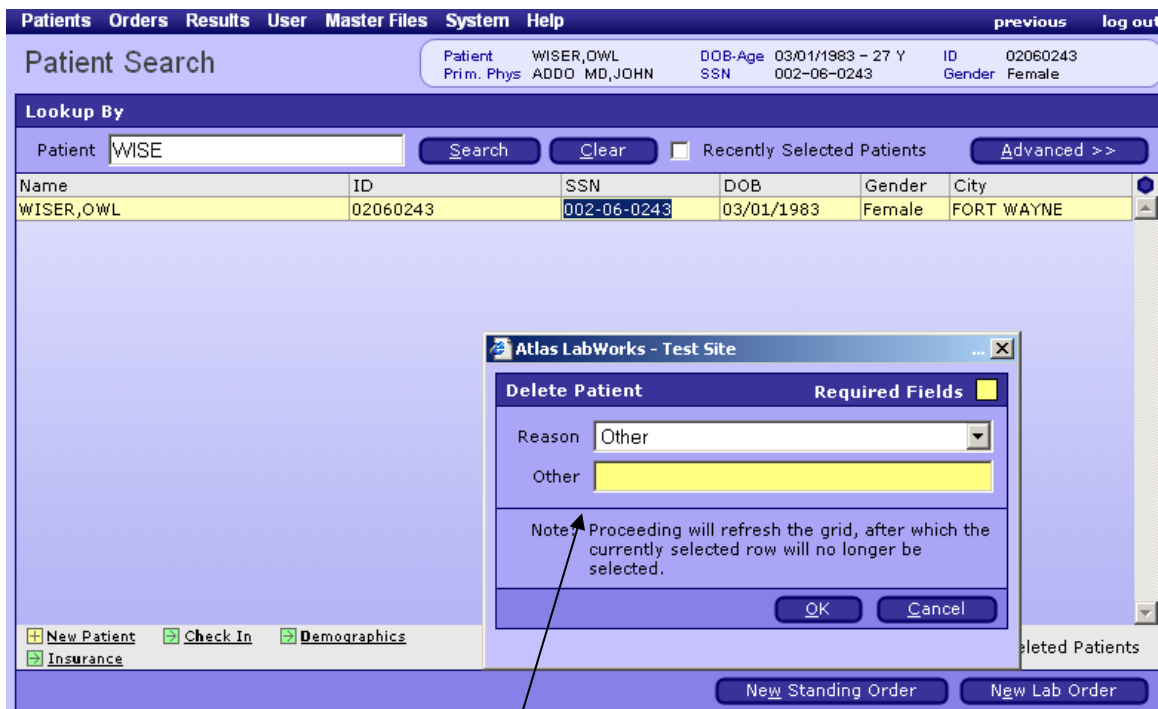 Patients Orders Results User Master Files System Help previous log out
Patient Search
Patient WISER,OWL DOB-Age 03/01/1983 – 27 Y ID 02060243
Prim. Phys ADDO MD,JOHN SSN 002-06-0243 Gender Female
Lookup By
Patient WISE Search Clear Recently Selected Patients Advanced >>
Name ID SSN DOB Gender City
WISER,OWL 02060243 002-06-0243 03/01/1983 Female FORT WAYNE
Atlas LabWorks - Test Site ...
Delete Patient Required Fields
Reason Other
Other
Note: Proceeding will refresh the grid, after which the
currently selected row will no longer be
selected.
OK Cancel
New Patient Check In Demographics
Insurance eleted Patients
New Standing Order New Lab Order